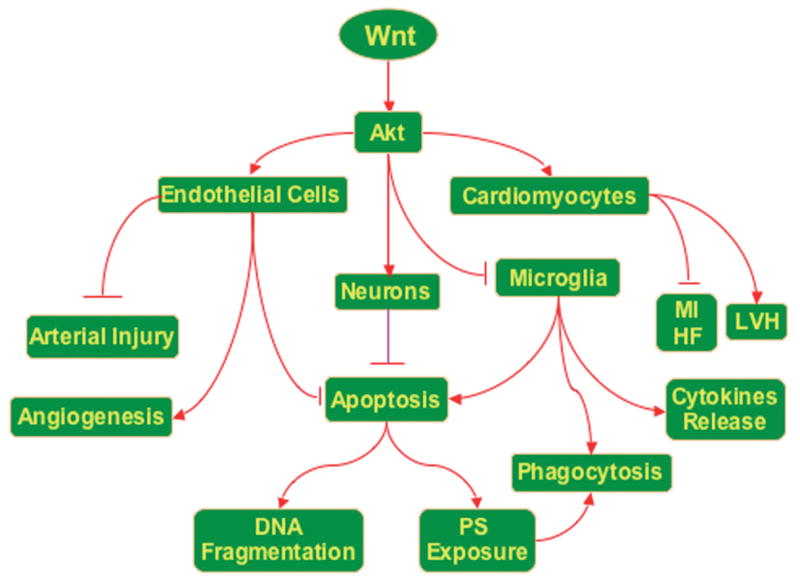 Wnt
Akt
Endothelial Cells
Cardiomyocytes
Neurons
Microglia
Arterial Injury
MI
HF
LVH
Angiogenesis
Apoptosis
Cytokines
Release
Phagocytosis
DNA
Fragmentation
PS
Exposure